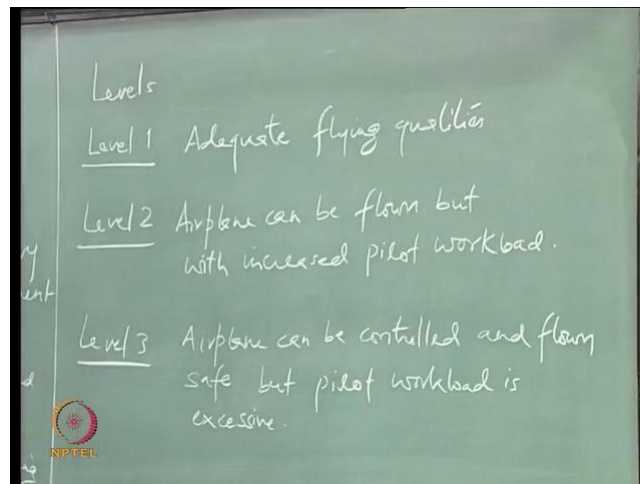 Levels
Level 1 Adequate flying qualities
Level 2 Airplane can be flown but
with increased pilot workload.
Level 3 Airplane can be controlled and flown
safe but pilot workload is
excessive.
NPTEL